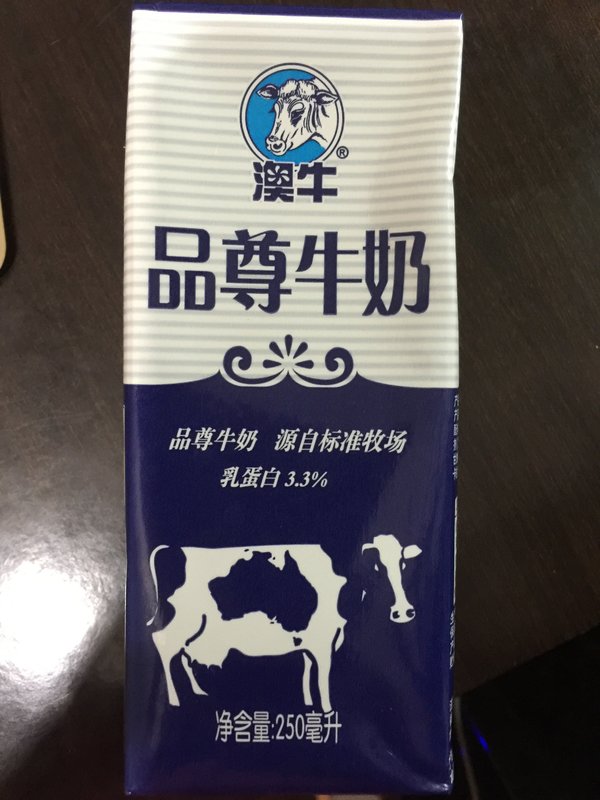 ®
澳牛
品尊牛奶
品尊牛奶 源自标准牧场
乳蛋白 3.3%
净含量:250毫升